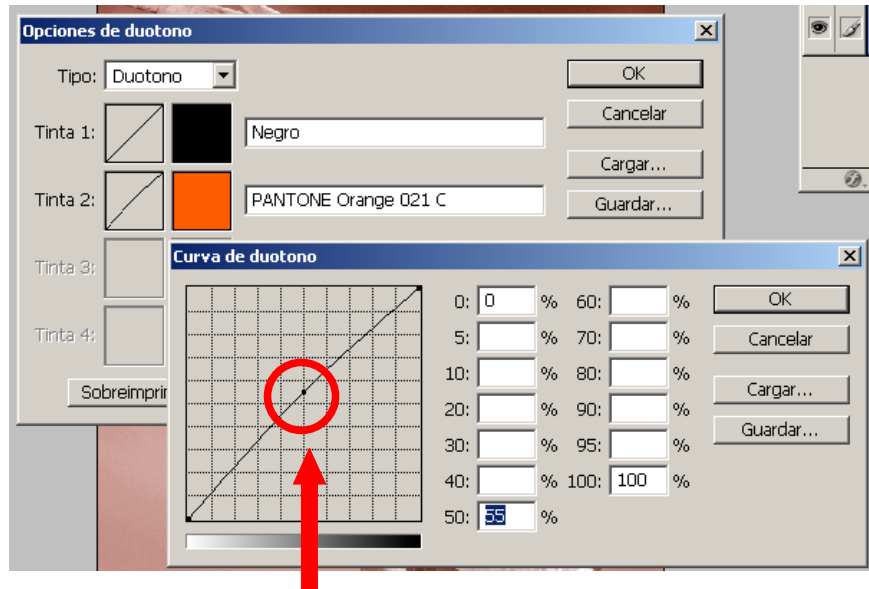 Opciones de duotono
Tipo: Duotono
OK
Cancelar
Tinta 1: Negro
Cargar...
Tinta 2: PANTONE Orange 021 C
Guardar...
Tinta 3:
Tinta 4:
Sobreimprir
Curva de duotono
0: 0 % 60: %
5: % 70: %
10: % 80: %
20: % 90: %
30: % 95: %
40: % 100: 100 %
50: 55 %
OK
Cancelar
Cargar...
Guardar...